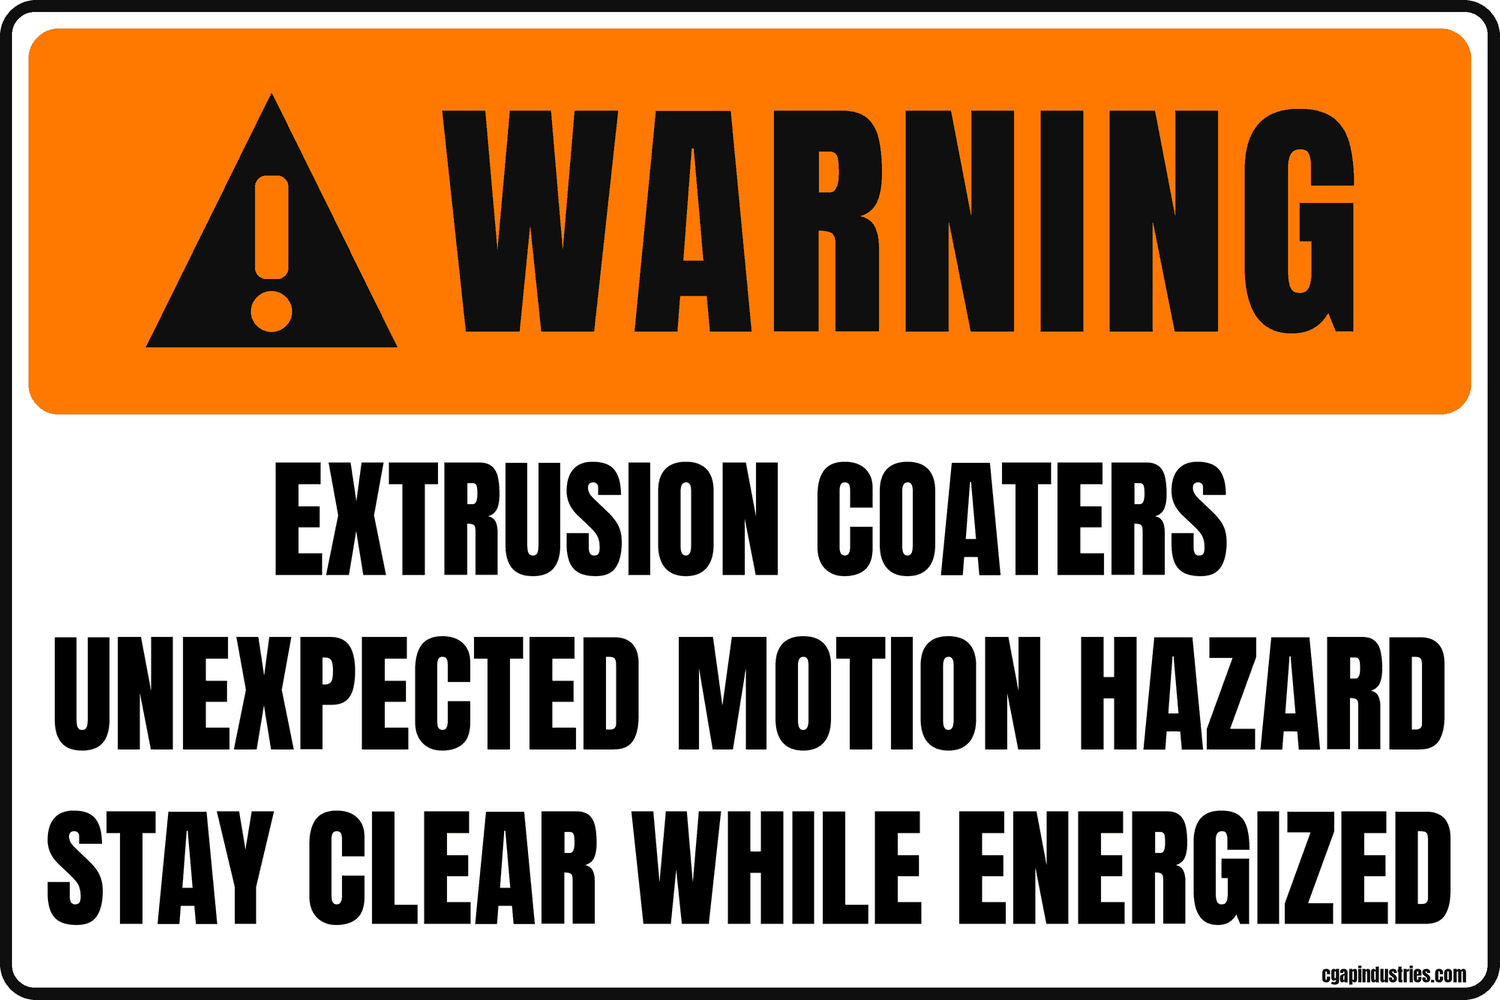 WARNING
EXTRUSION COATERS
UNEXPECTED MOTION HAZARD
STAY CLEAR WHILE ENERGIZED
cgapindustries.com